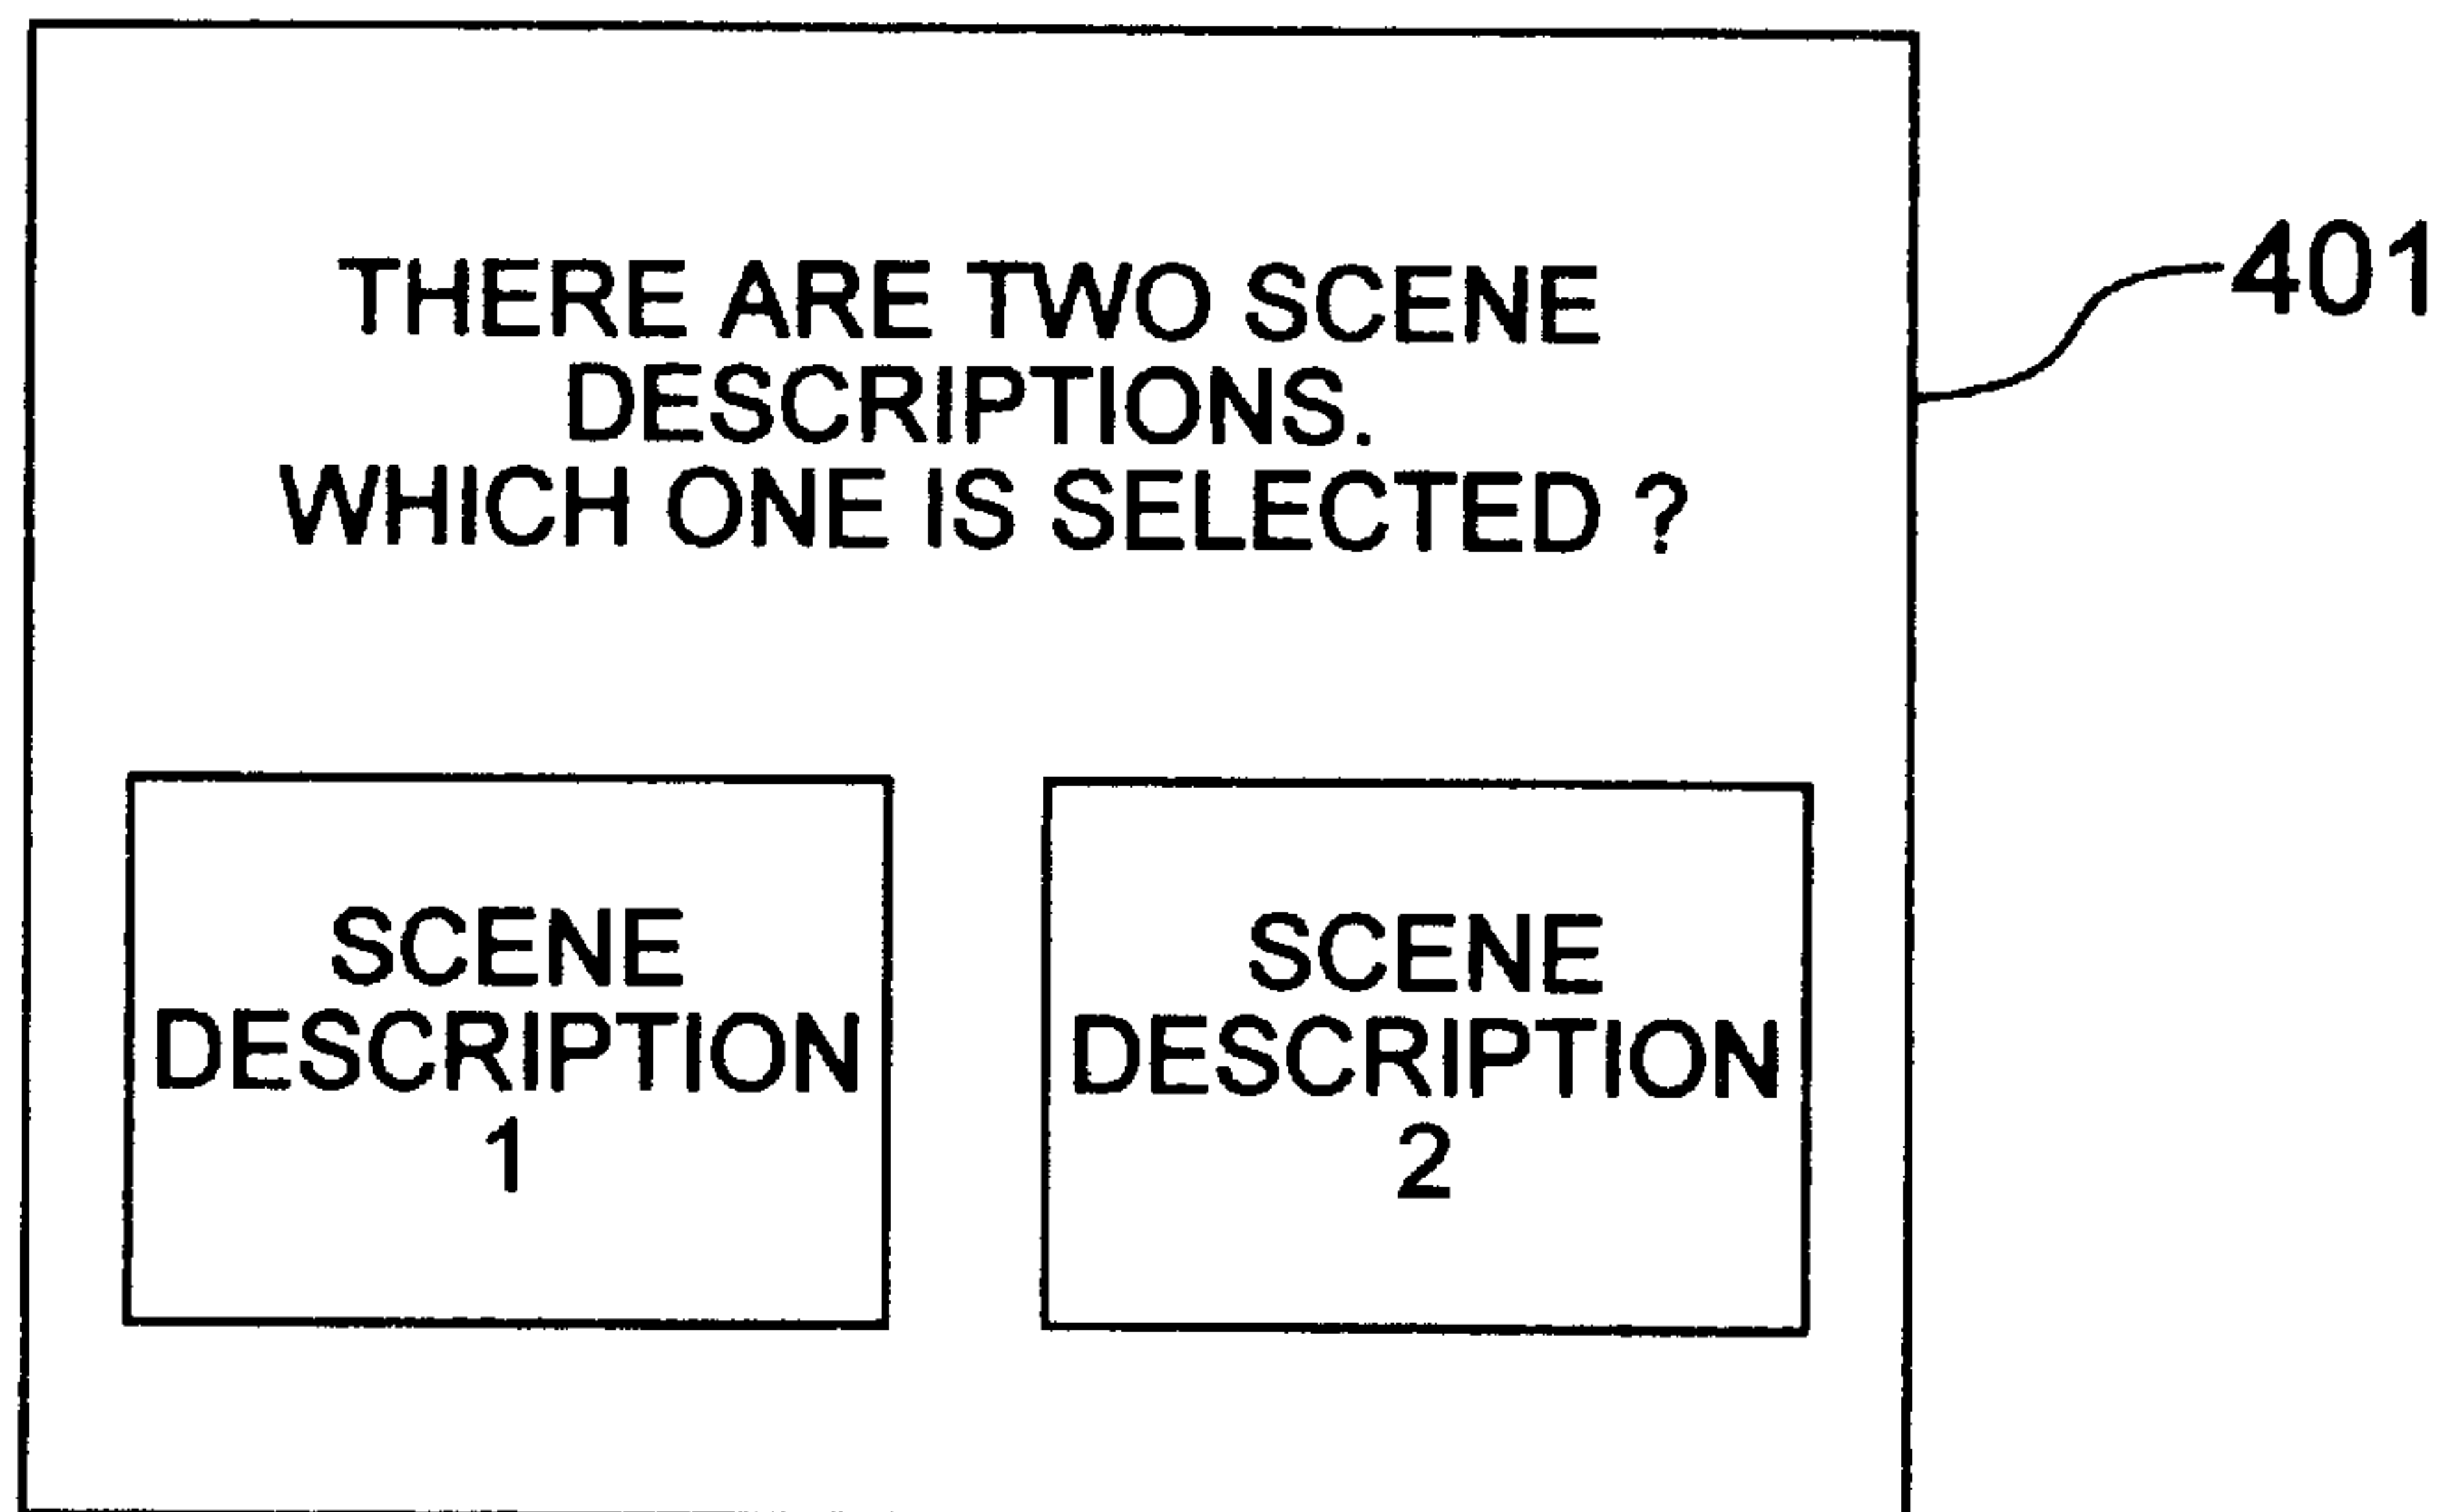 THERE ARE TWO SCENE
DESCRIPTIONS.
WHICH ONE IS SELECTED ?
401
SCENE
DESCRIPTION
1
SCENE
DESCRIPTION
2